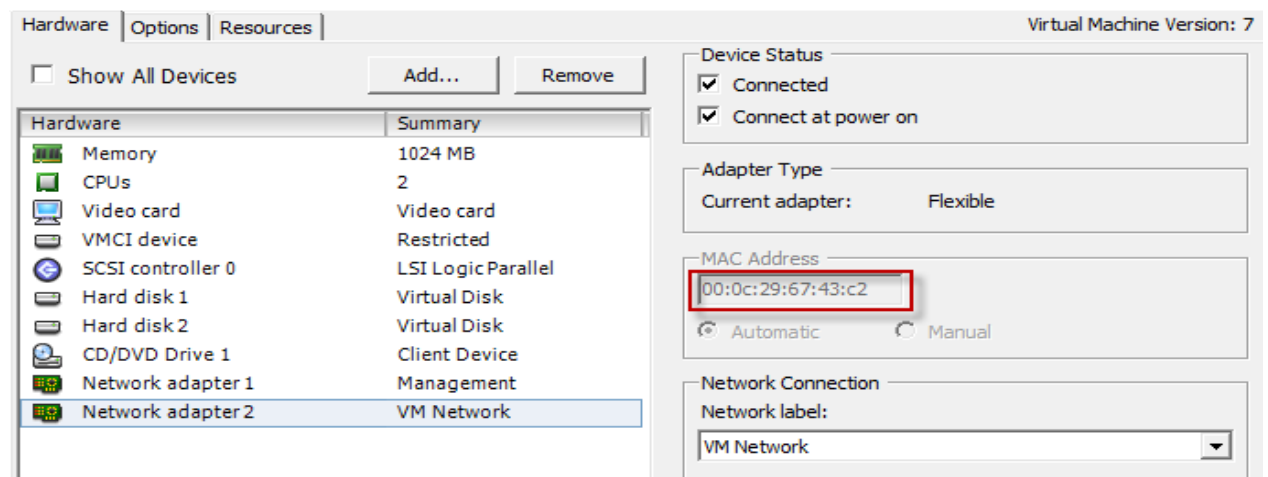 Hardware Options Resources Virtual Machine Version: 7
Show All Devices Add... Remove
Hardware Summary
Memory 1024 MB
CPUs 2
Video card Video card
VMCI device Restricted
SCSI controller 0 LSI Logic Parallel
Hard disk 1 Virtual Disk
Hard disk 2 Virtual Disk
CD/DVD Drive 1 Client Device
Network adapter 1 Management
Network adapter 2 VM Network
Device Status
Connected
Connect at power on
Adapter Type
Current adapter: Flexible
MAC Address
00:0c:29:67:43:c2
Automatic Manual
Network Connection
Network label:
VM Network